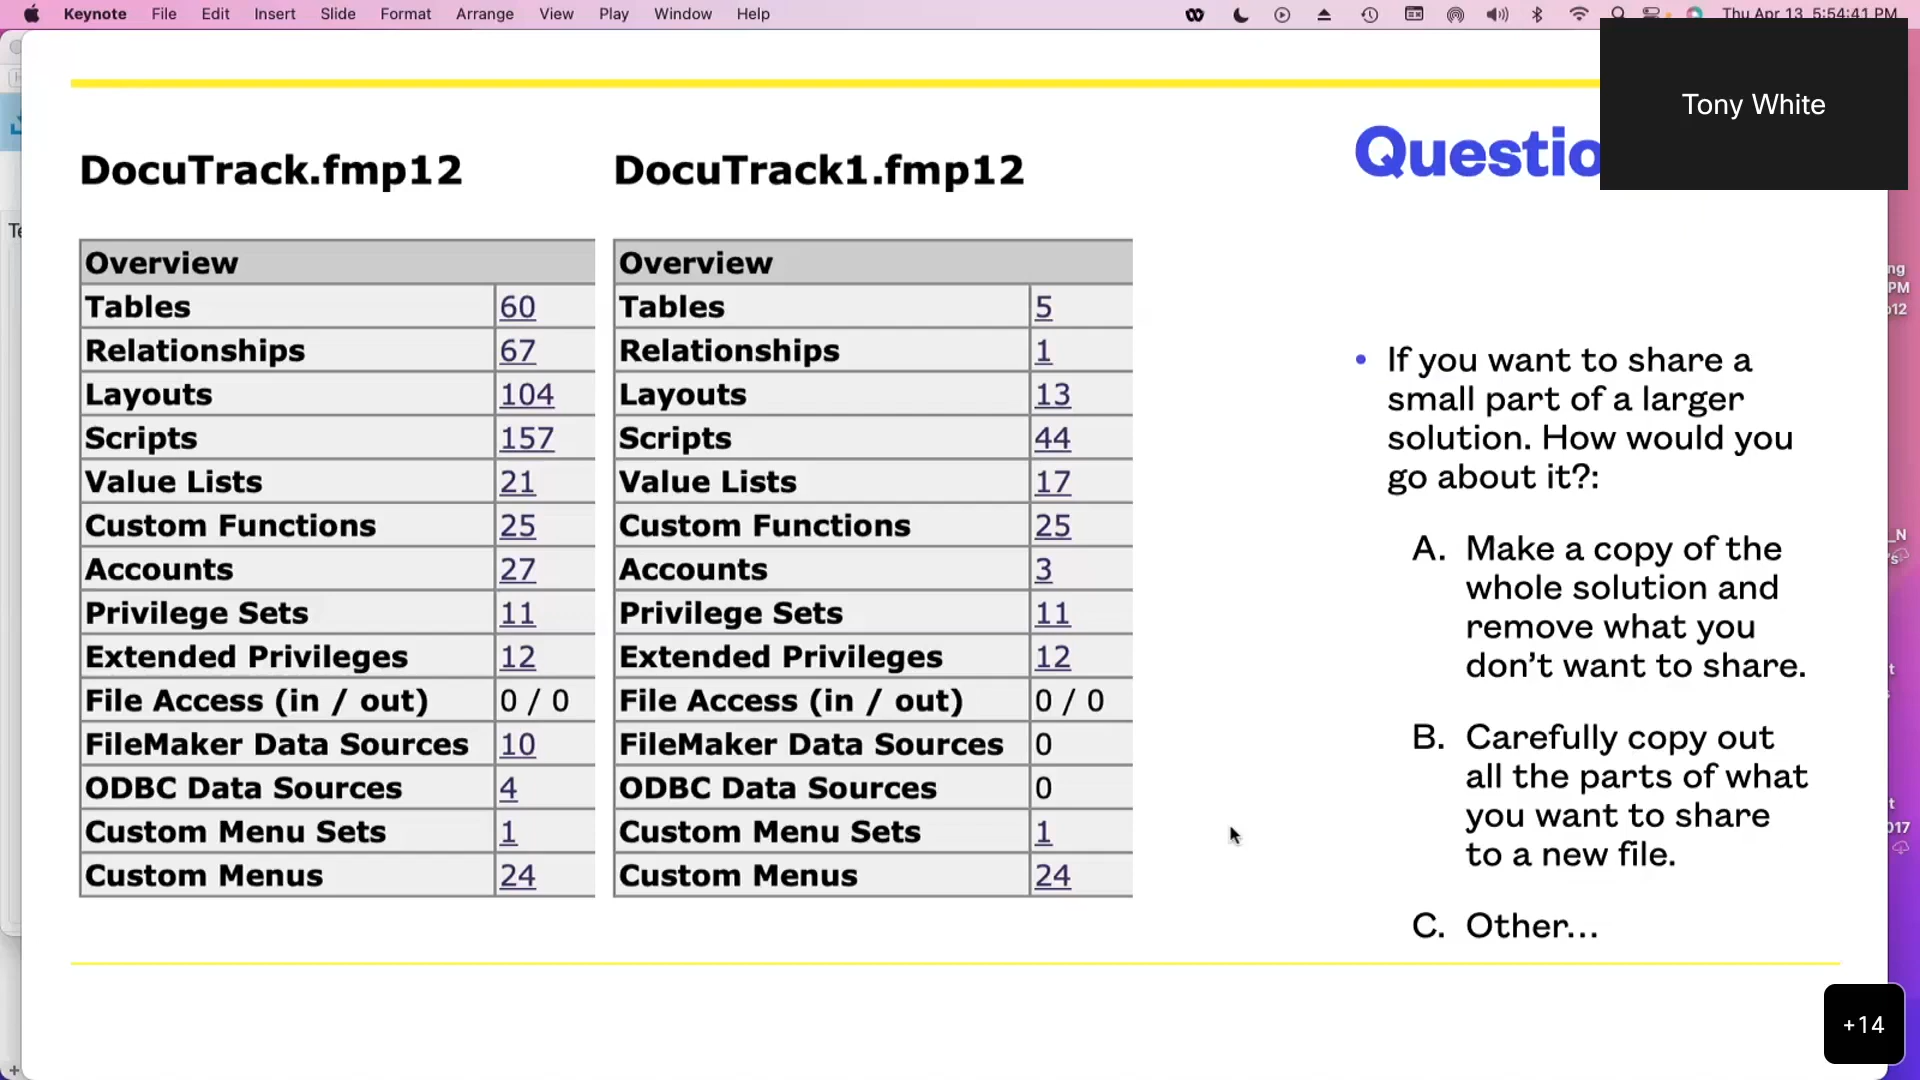 Keynote File Edit Insert Slide Format Arrange View Play Window Help
Thu Apr 13 5:54:41 PM
Tony White
Questio
DocuTrack.fmp12
Overview
Tables 60
Relationships 67
Layouts 104
Scripts 157
Value Lists 21
Custom Functions 25
Accounts 27
Privilege Sets 11
Extended Privileges 12
File Access (in / out) 0 / 0
FileMaker Data Sources 10
ODBC Data Sources 4
Custom Menu Sets 1
Custom Menus 24
DocuTrack1.fmp12
Overview
Tables 5
Relationships 1
Layouts 13
Scripts 44
Value Lists 17
Custom Functions 25
Accounts 3
Privilege Sets 11
Extended Privileges 12
File Access (in / out) 0 / 0
FileMaker Data Sources 0
ODBC Data Sources 0
Custom Menu Sets 1
Custom Menus 24
• If you want to share a
small part of a larger
solution. How would you
go about it?:
A. Make a copy of the
whole solution and
remove what you
don’t want to share.
B. Carefully copy out
all the parts of what
you want to share
to a new file.
C. Other...
+14